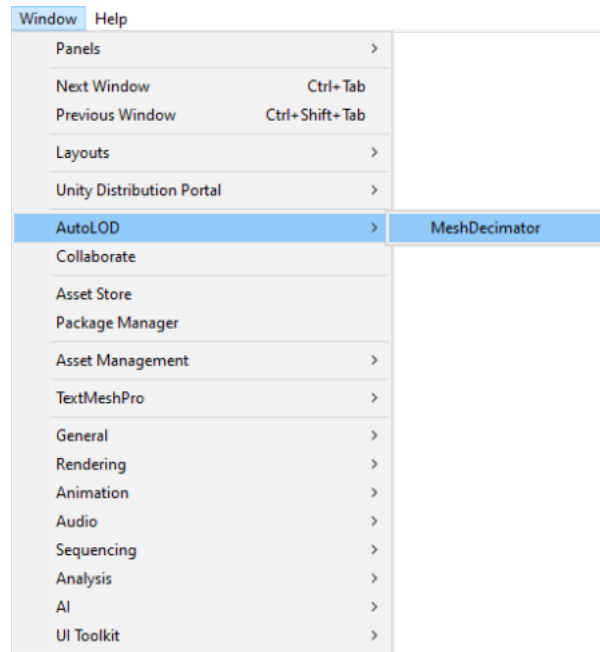 Window Help
Panels
Next Window Ctrl+Tab
Previous Window Ctrl+Shift+Tab
Layouts
Unity Distribution Portal
AutoLOD MeshDecimator
Collaborate
Asset Store
Package Manager
Asset Management
TextMeshPro
General
Rendering
Animation
Audio
Sequencing
Analysis
AI
UI Toolkit